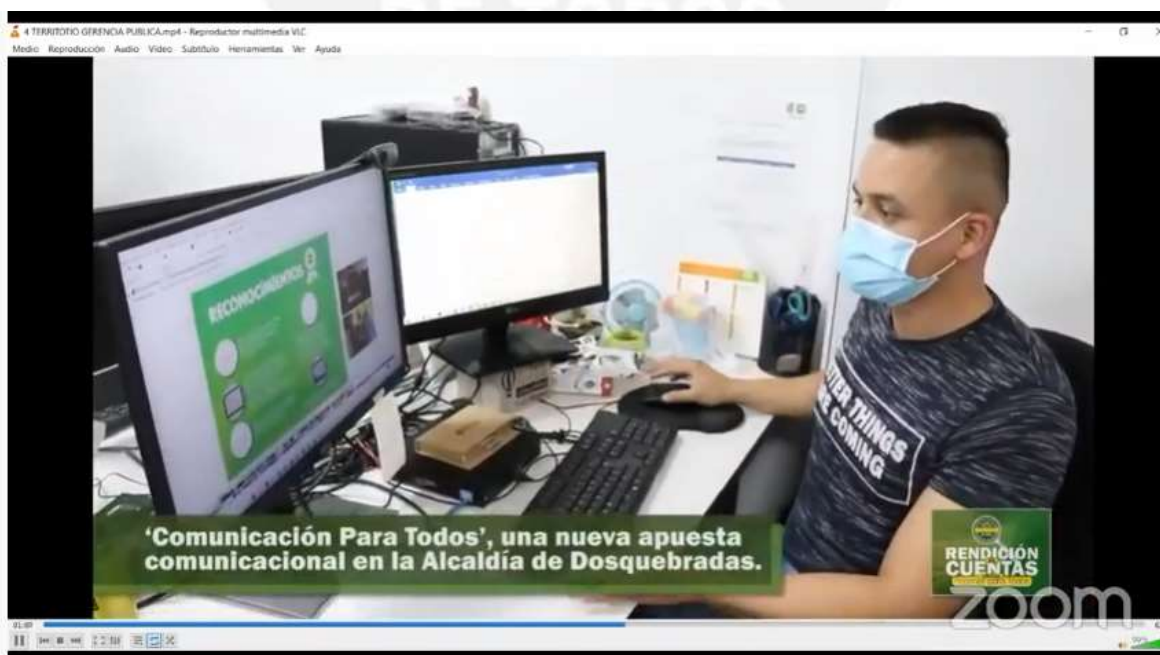 4 TERRITOTIO GERENCIA PUBLICA.mp4 - Reproductor multimedia VLC
Medio Reproducción Audio Video Subtítulo Herramientas Ver Ayuda
RECONOCIMIENTOS
THINGS
COMING
'Comunicación Para Todos', una nueva apuesta
comunicacional en la Alcaldía de Dosquebradas.
RENDICIÓN
CUENTAS
zoom